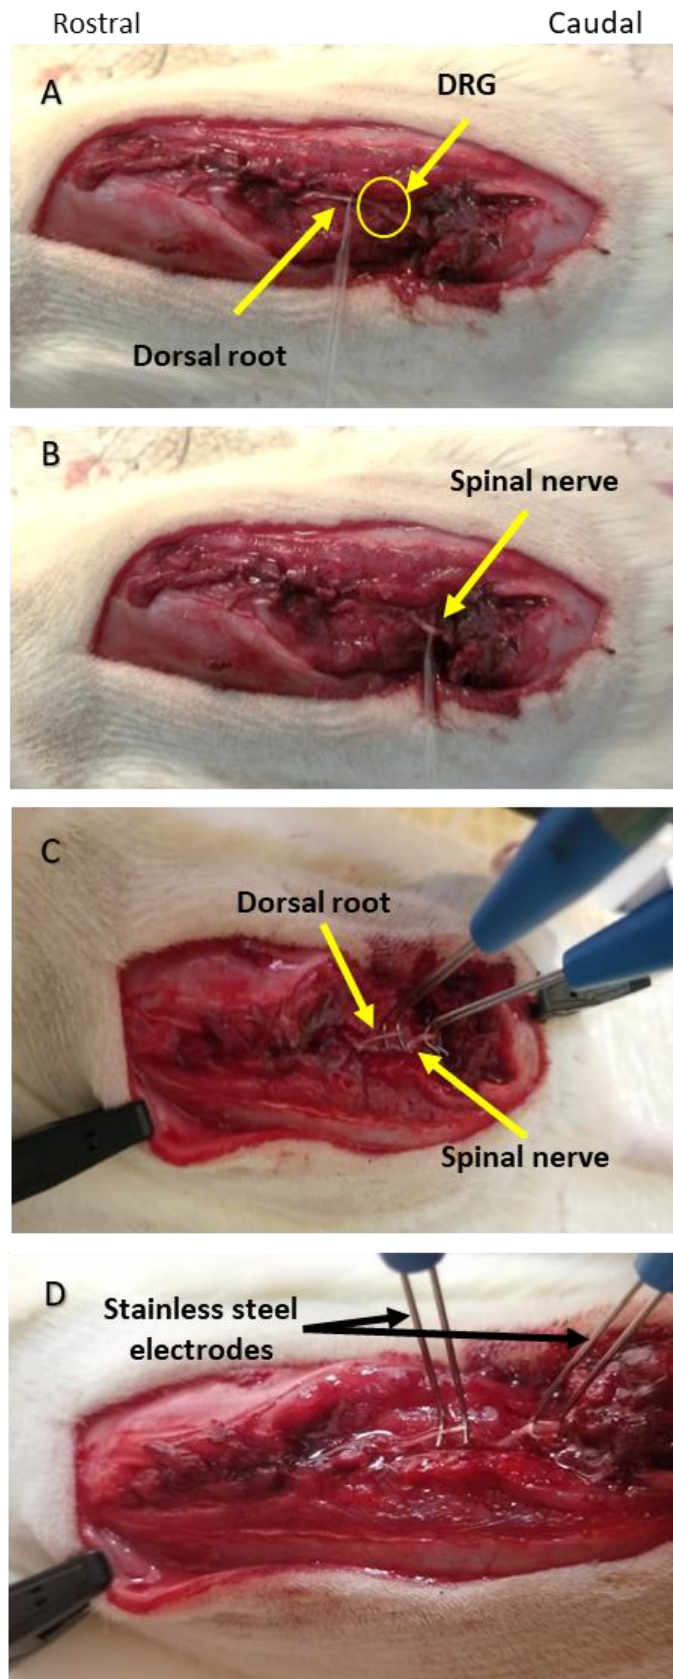 Rostral
Caudal
A
DRG
Dorsal root
B
Spinal nerve
C
Dorsal root
Spinal nerve
D
Stainless steel
electrodes